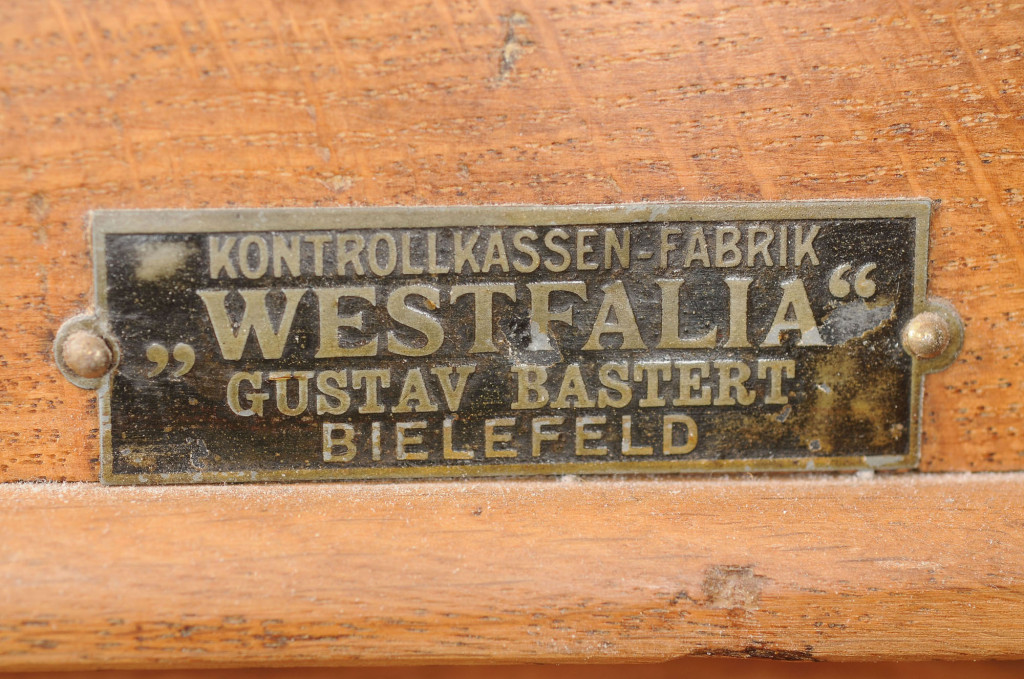 KONTROLLKASSEN-FABRIK
„WESTFALIA“
GUSTAV BASTERT
BIELEFELD